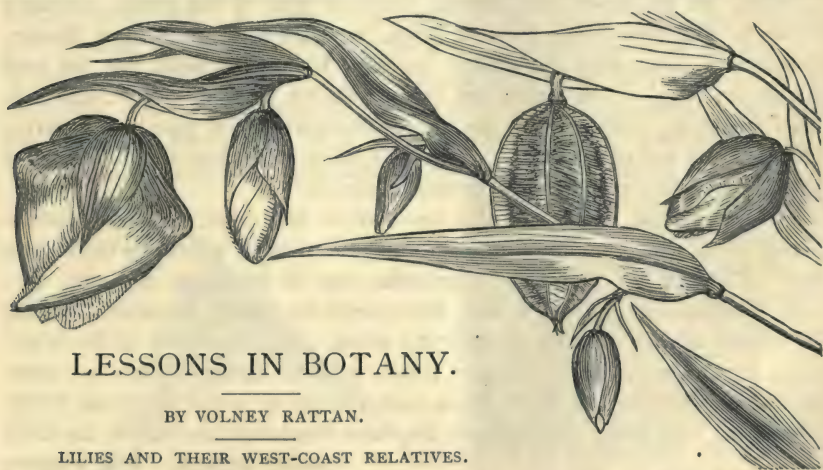 LESSONS IN BOTANY.
BY VOLNEY RATTAN.
LILIES AND THEIR WEST-COAST RELATIVES.